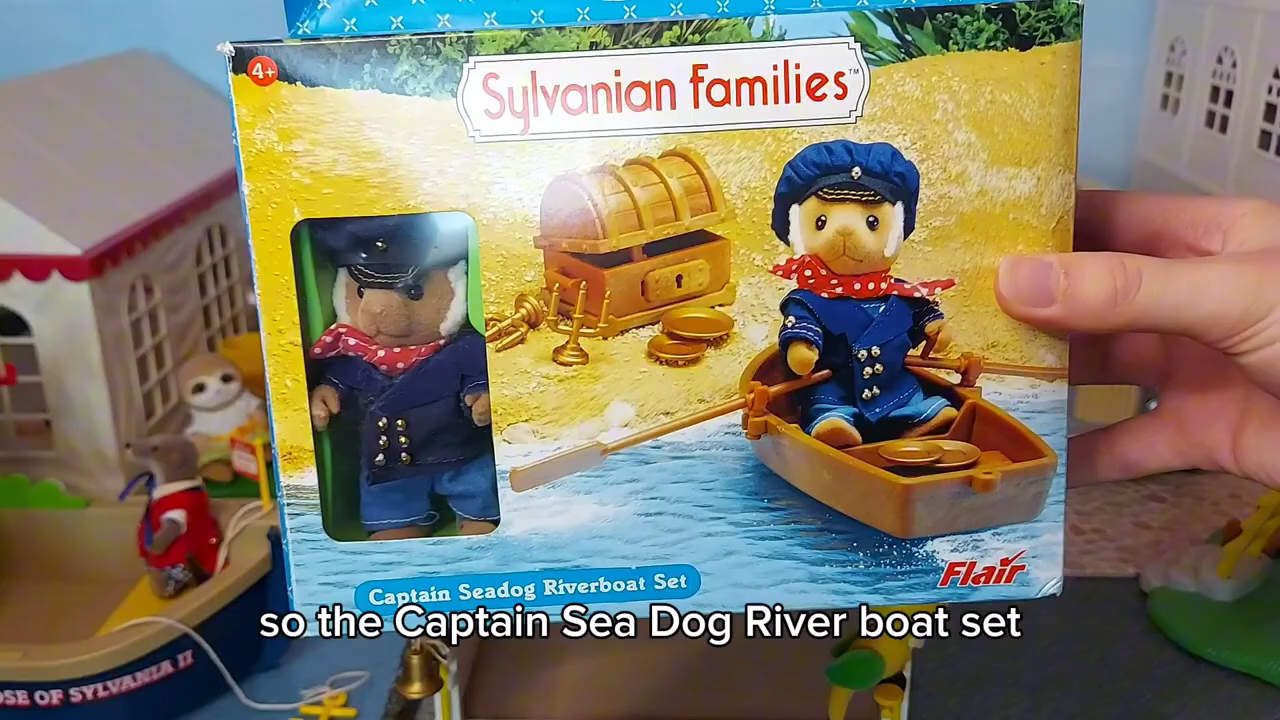 4+
Sylvanian Families™
Flair
Captain Seadog Riverboat Set
so the Captain Sea Dog River boat set
OSE OF SYLVANIA II